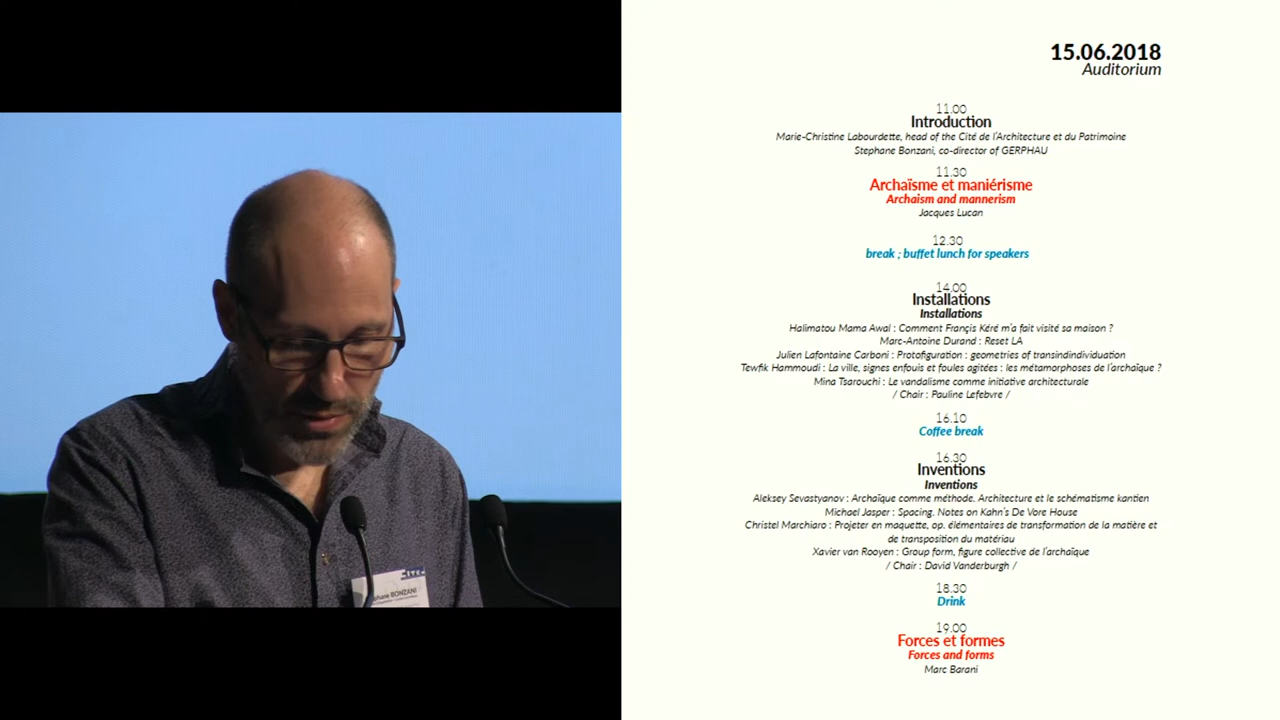 15.06.2018
Auditorium
11.00
Introduction
Marie-Christine Labourdette, head of the Cité de l'Architecture et du Patrimoine
Stephane Bonzani, co-director of GERPHAU
11.30
Archaïsme et maniérisme
Archaism and mannerism
Jacques Lucan
12.30
break ; buffet lunch for speakers
14.00
Installations
Installations
Halimatou Mama Awal : Comment Françis Kéré m'a fait visité sa maison ?
Marc-Antoine Durand : Reset LA
Julien Lafontaine Carboni : Protofiguration : geometries of transindindividuation
Tewfik Hammoudi : La ville, signes enfouis et foules agitées : les métamorphoses de l'archaïque ?
Mina Tsarouchi : Le vandalisme comme initiative architecturale
/ Chair : Pauline Lefebvre /
16.10
Coffee break
16.30
Inventions
Inventions
Aleksey Sevastyanov : Archaïque comme méthode. Architecture et le schématisme kantien
Michael Jasper : Spacing. Notes on Kahn's De Vore House
Christel Marchiaro : Projeter en maquette, op. élémentaires de transformation de la matière et
de transposition du matériau
Xavier van Rooyen : Group form, figure collective de l'archaïque
/ Chair : David Vanderburgh /
18.30
Drink
19.00
Forces et formes
Forces and forms
Marc Barani
BONZANI